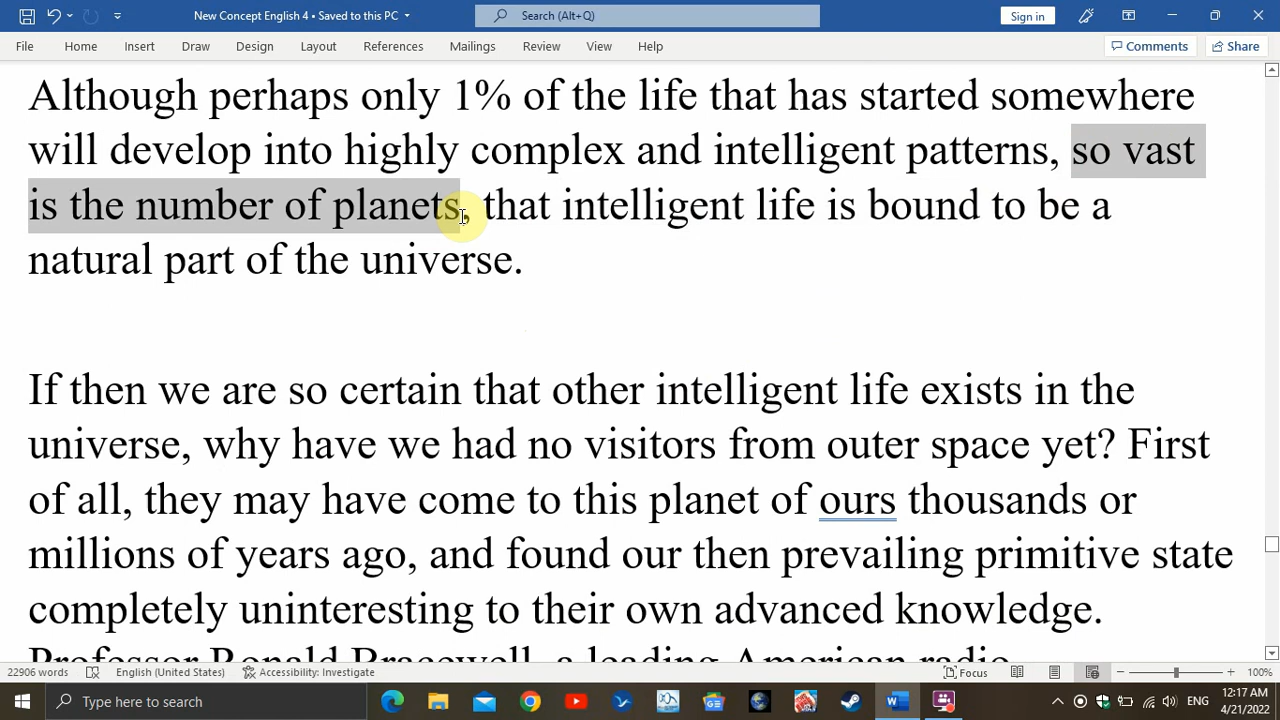 New Concept English 4 • Saved to this PC
Search (Alt+Q)
Sign in
File Home Insert Draw Design Layout References Mailings Review View Help Comments Share
Although perhaps only 1% of the life that has started somewhere
will develop into highly complex and intelligent patterns, so vast
is the number of planets, that intelligent life is bound to be a
natural part of the universe.
If then we are so certain that other intelligent life exists in the
universe, why have we had no visitors from outer space yet? First
of all, they may have come to this planet of ours thousands or
millions of years ago, and found our then prevailing primitive state
completely uninteresting to their own advanced knowledge.
Professor Ronald Bracewell, a leading American radio
22906 words English (United States) Accessibility: Investigate Focus 100%
Type here to search
ENG
12:17 AM
4/21/2022